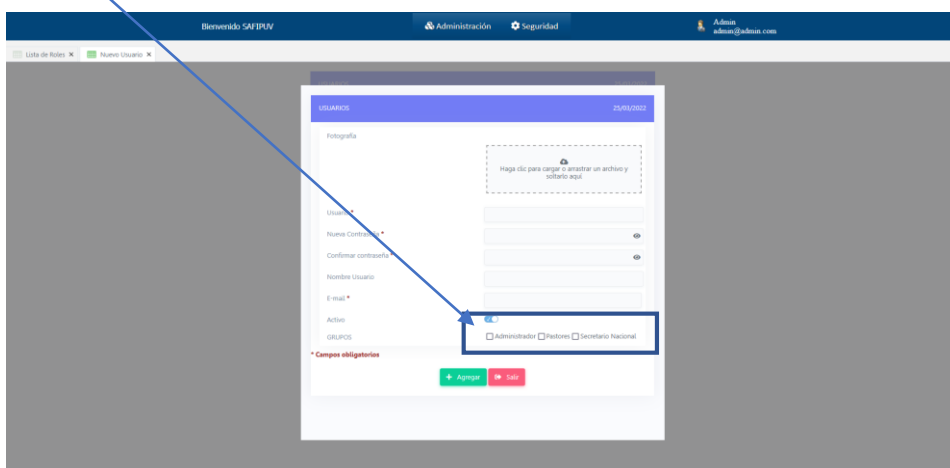 Bienvenido SAFIPUV
Administración
Seguridad
Admin
admin@admin.com
Lista de Roles ×
Nuevo Usuario ×
USUARIOS 25/03/2022
Fotografía
Haga clic para cargar o arrastrar un archivo y
soltarlo aquí
Usuario *
Nueva Contraseña *
Confirmar contraseña *
Nombre Usuario
E-mail *
Activo
GRUPOS
Administrador Pastores Secretario Nacional
* Campos obligatorios
+ Agregar
Salir